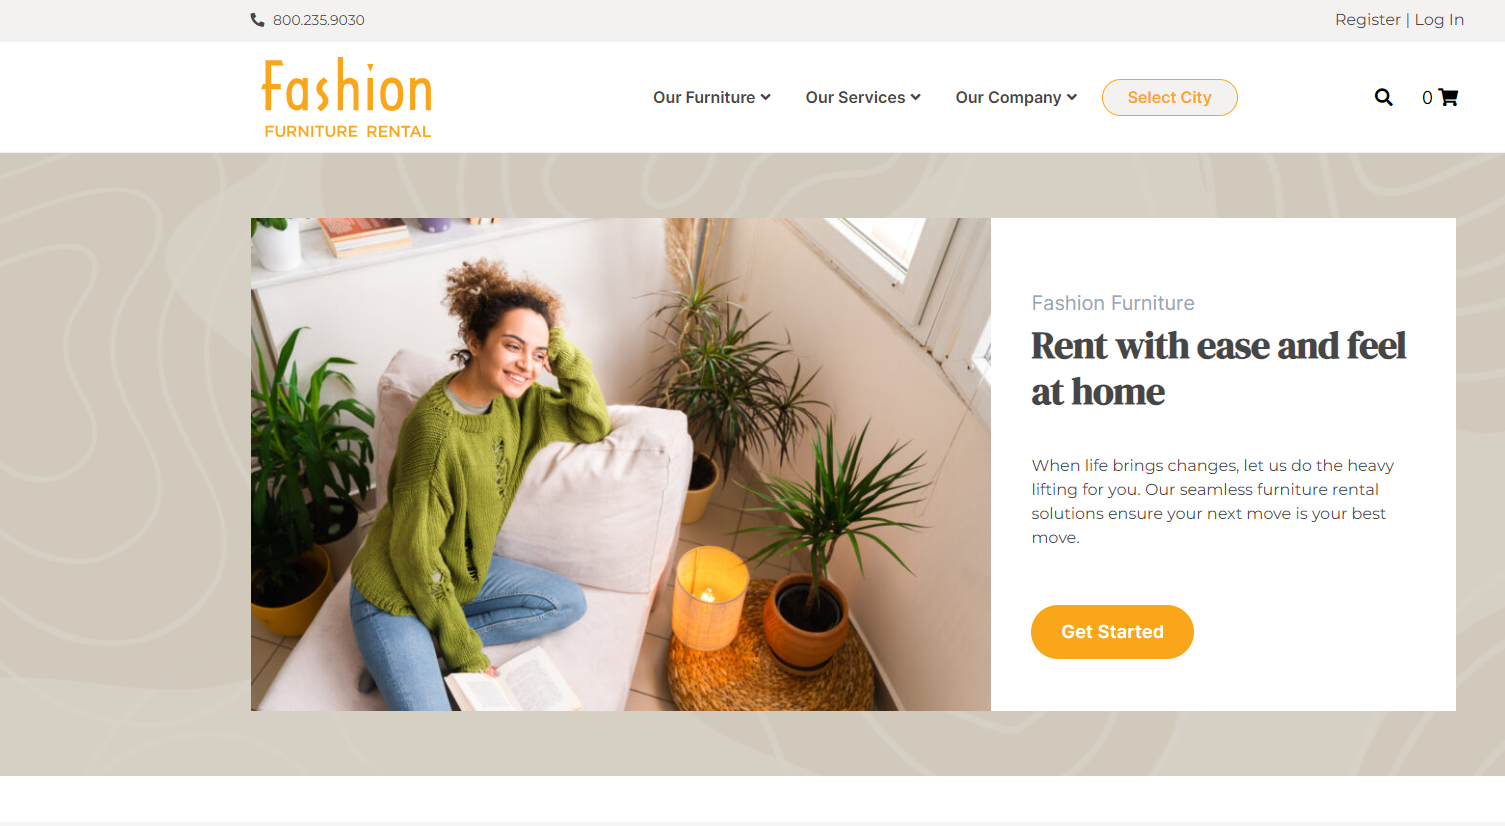 800.235.9030
Register | Log In
Fashion
FURNITURE RENTAL
Our Furniture
Our Services
Our Company
Select City
0
Fashion Furniture
Rent with ease and feel
at home
When life brings changes, let us do the heavy
lifting for you. Our seamless furniture rental
solutions ensure your next move is your best
move.
Get Started